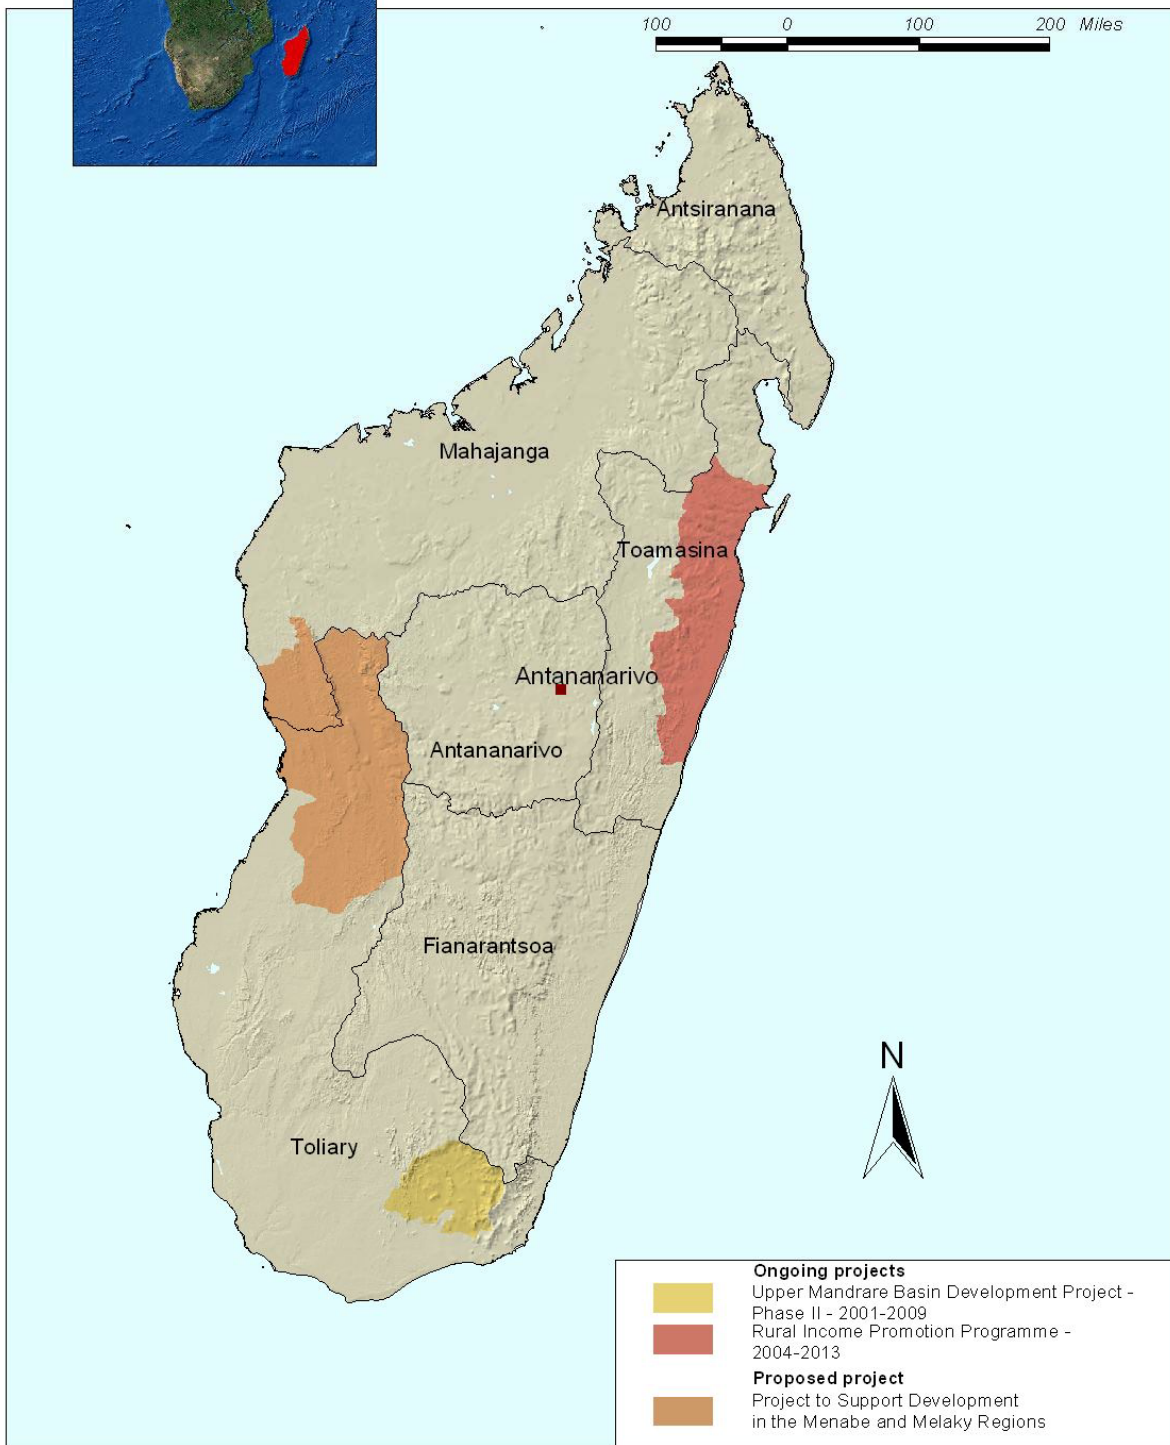 100 0 100 200 Miles
Antsiranana
Mahajanga
Toamasina
Antananarivo
Antananarivo
Fianarantsoa
N
Toliary
Ongoing projects
Upper Mandrare Basin Development Project -
Phase II - 2001-2009
Rural Income Promotion Programme -
2004-2013
Proposed project
Project to Support Development
in the Menabe and Melaky Regions